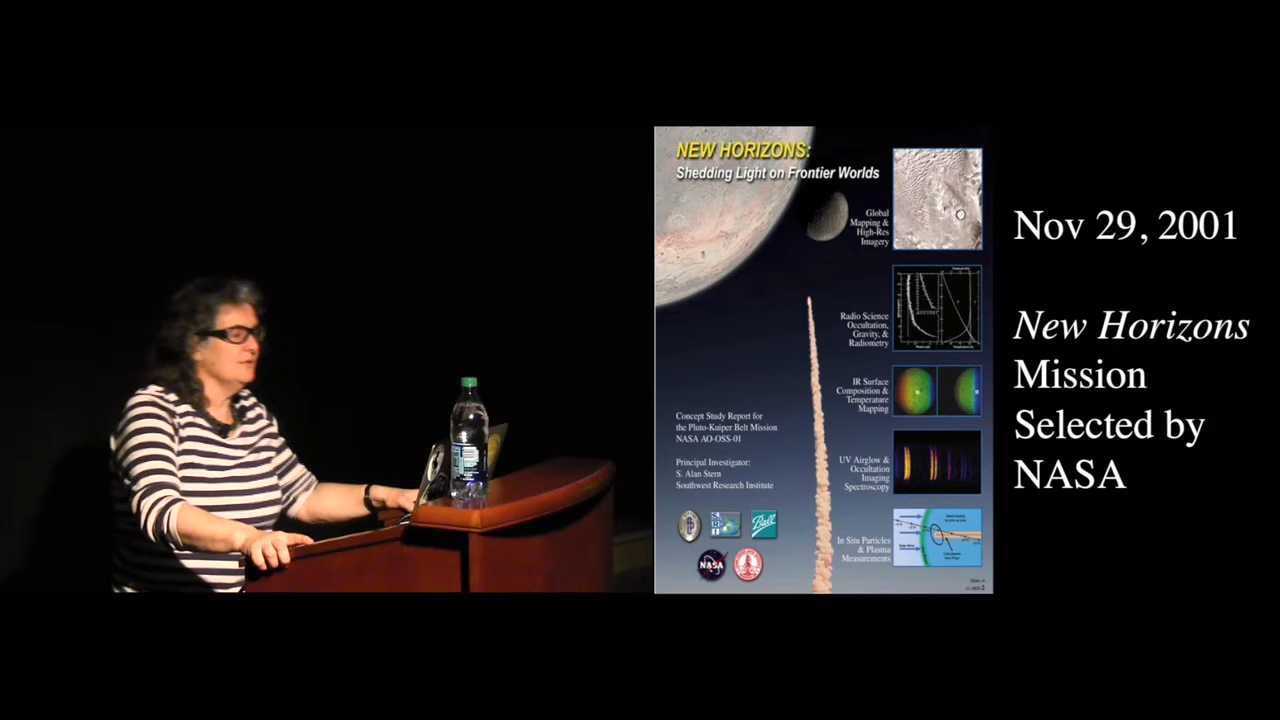 NEW HORIZONS:
Shedding Light on Frontier Worlds
Global
Mapping &
High-Res
Imagery
Radio Science
Occultation,
Gravity, &
Radiometry
IR Surface
Composition &
Temperature
Mapping
UV Airglow &
Occultation
Imaging
Spectroscopy
In Situ Particles
& Plasma
Measurements
Concept Study Report for
the Pluto-Kuiper Belt Mission
NASA AO-OSS-01
Principal Investigator:
S. Alan Stern
Southwest Research Institute
Ball
NASA
Nov 29, 2001
New Horizons
Mission
Selected by
NASA